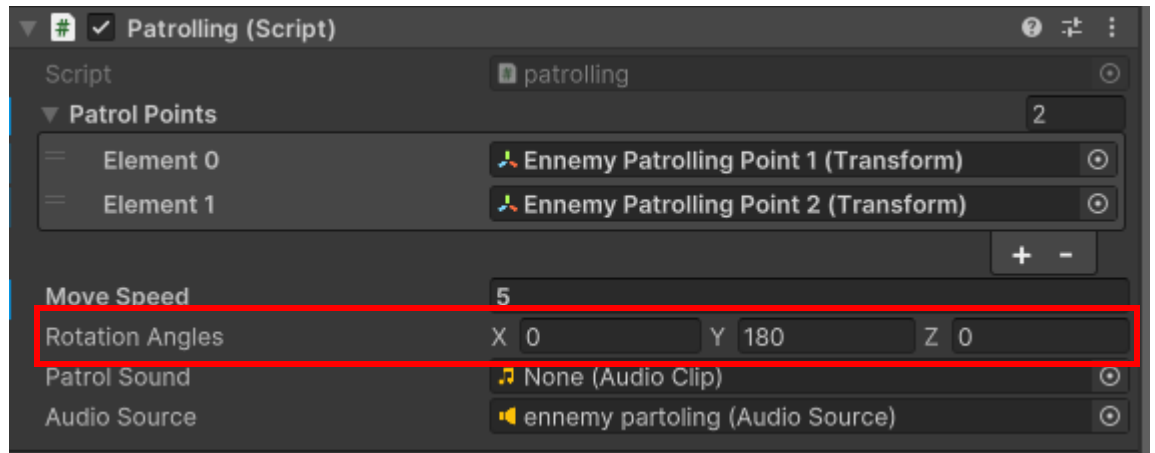 # Patrolling (Script)
Script # patrolling
Patrol Points 2
Element 0 Ennemy Patrolling Point 1 (Transform)
Element 1 Ennemy Patrolling Point 2 (Transform)
+ -
Move Speed 5
Rotation Angles X 0 Y 180 Z 0
Patrol Sound None (Audio Clip)
Audio Source ennemy partoling (Audio Source)